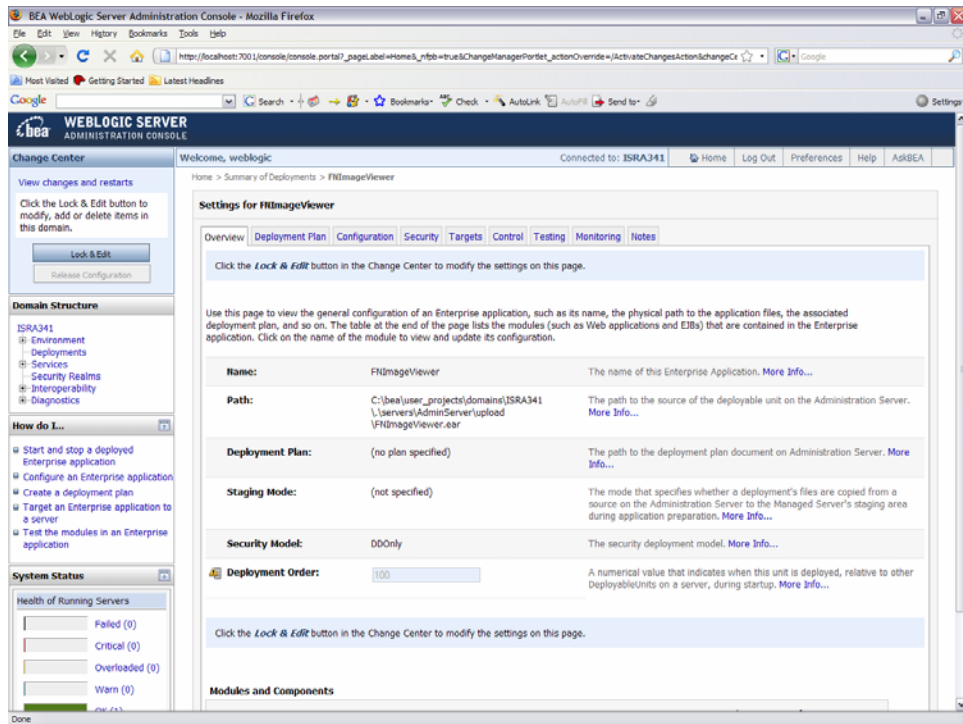 BEA WebLogic Server Administration Console - Mozilla Firefox
File Edit View History Bookmarks Tools Help
http://localhost:7001/console/console.portal?_pageLabel=Home&_nfpb=true&ChangeManagerPortlet_actionOverride=/ActivateChangesAction&changeCe
Google
Most Visited Getting Started Latest Headlines
Google Search Bookmarks Check AutoLink AutoFill Send to Settings
bea WEBLOGIC SERVER
ADMINISTRATION CONSOLE
Change Center
View changes and restarts
Click the Lock & Edit button to
modify, add or delete items in
this domain.
Lock & Edit
Release Configuration
Domain Structure
ISRA341
Environment
Deployments
Services
Security Realms
Interoperability
Diagnostics
How do I...
Start and stop a deployed
Enterprise application
Configure an Enterprise application
Create a deployment plan
Target an Enterprise application to
a server
Test the modules in an Enterprise
application
System Status
Health of Running Servers
Failed (0)
Critical (0)
Overloaded (0)
Warn (0)
OK (1)
Welcome, weblogic Connected to: ISRA341 Home Log Out Preferences Help AskBEA
Home > Summary of Deployments > FNImageViewer
Settings for FNImageViewer
Overview Deployment Plan Configuration Security Targets Control Testing Monitoring Notes
Click the Lock & Edit button in the Change Center to modify the settings on this page.
Use this page to view the general configuration of an Enterprise application, such as its name, the physical path to the application files, the associated
deployment plan, and so on. The table at the end of the page lists the modules (such as Web applications and EJBs) that are contained in the Enterprise
application. Click on the name of the module to view and update its configuration.
Name: FNImageViewer The name of this Enterprise Application. More Info...
Path: C:\bea\user_projects\domains\ISRA341 The path to the source of the deployable unit on the Administration Server.
\.\servers\AdminServer\upload More Info...
\FNImageViewer.ear
Deployment Plan: (no plan specified) The path to the deployment plan document on Administration Server. More
Info...
Staging Mode: (not specified) The mode that specifies whether a deployment's files are copied from a
source on the Administration Server to the Managed Server's staging area
during application preparation. More Info...
Security Model: DDOnly The security deployment model. More Info...
Deployment Order: 100 A numerical value that indicates when this unit is deployed, relative to other
DeployableUnits on a server, during startup. More Info...
Click the Lock & Edit button in the Change Center to modify the settings on this page.
Modules and Components
Done